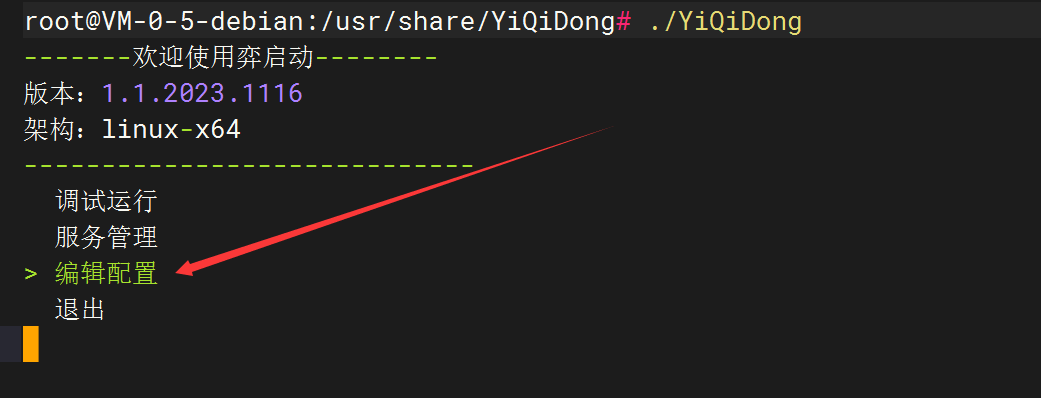 root@VM-0-5-debian:/usr/share/YiQiDong# ./YiQiDong
-------欢迎使用弈启动--------
版本：1.1.2023.1116
架构：linux-x64
-----------------------------
调试运行
服务管理
> 编辑配置
退出